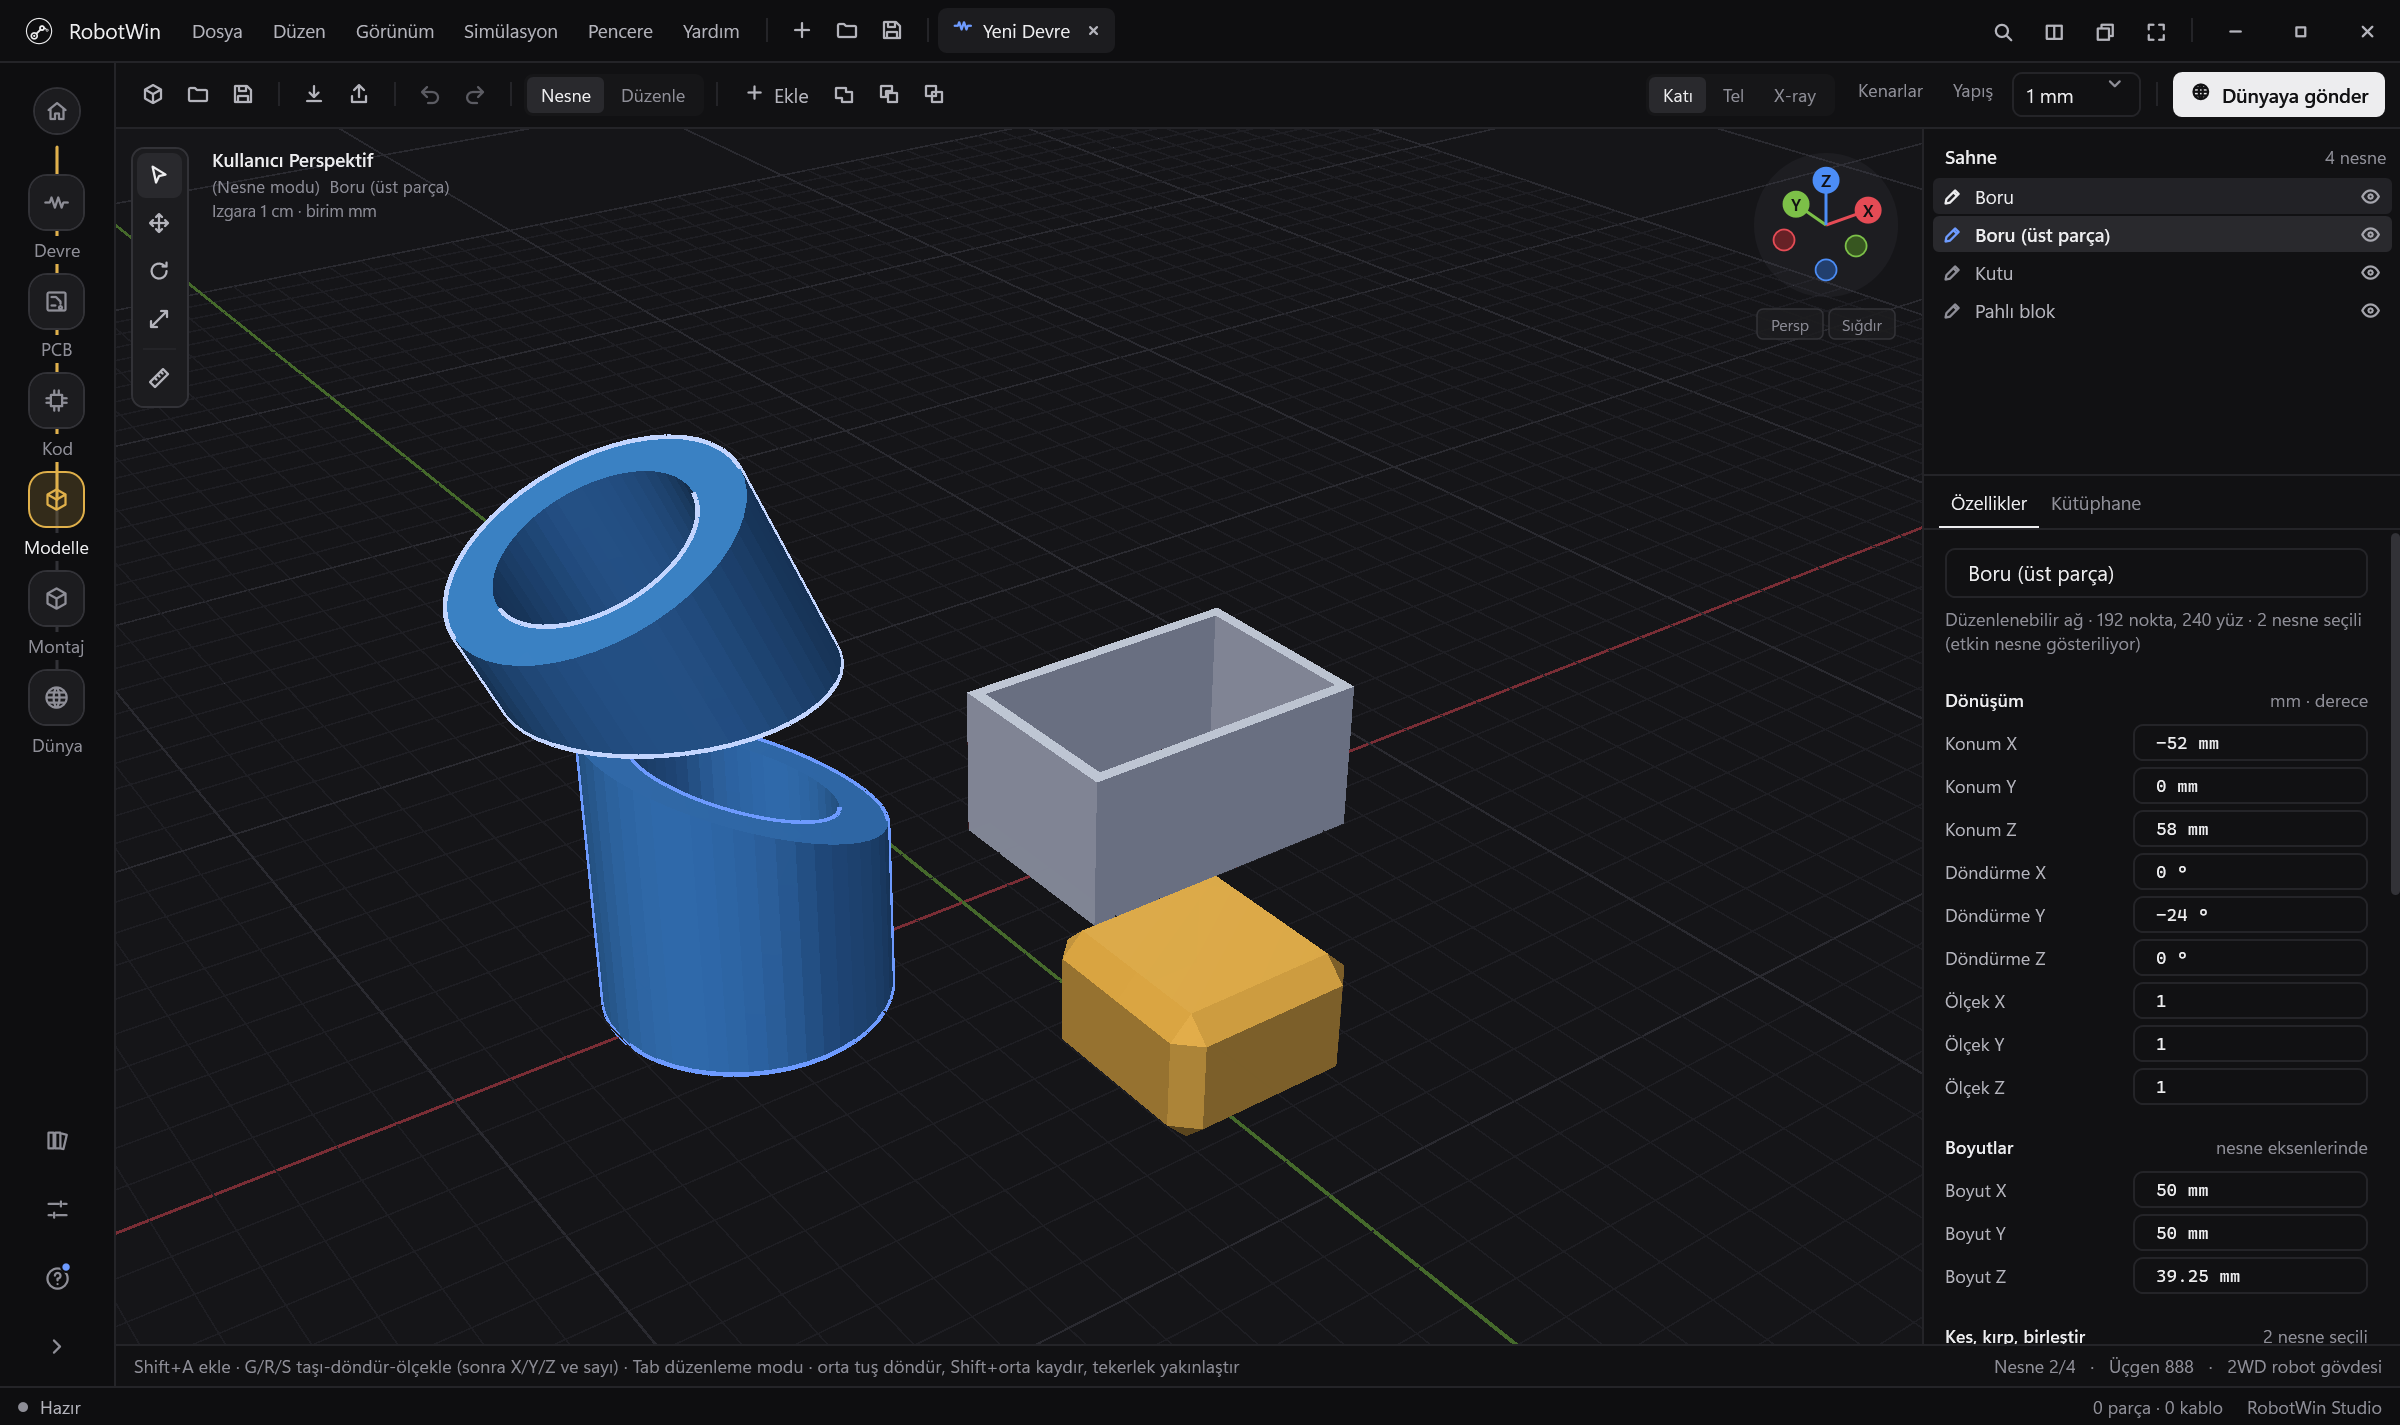 RobotWin Dosya Düzen Görünüm Simülasyon Pencere Yardım Yeni Devre
Nesne Düzenle Ekle Katı Tel X-ray Kenarlar Yapış 1 mm Dünyaya gönder
Devre
PCB
Kod
Modelle
Montaj
Dünya
Kullanıcı Perspektif
(Nesne modu) Boru (üst parça)
Izgara 1 cm · birim mm
Z
Y
X
Persp Sığdır
Sahne 4 nesne
Boru
Boru (üst parça)
Kutu
Pahlı blok
Özellikler Kütüphane
Boru (üst parça)
Düzenlenebilir ağ · 192 nokta, 240 yüz · 2 nesne seçili
(etkin nesne gösteriliyor)
Dönüşüm mm · derece
Konum X −52 mm
Konum Y 0 mm
Konum Z 58 mm
Döndürme X 0 °
Döndürme Y −24 °
Döndürme Z 0 °
Ölçek X 1
Ölçek Y 1
Ölçek Z 1
Boyutlar nesne eksenlerinde
Boyut X 50 mm
Boyut Y 50 mm
Boyut Z 39.25 mm
Kes, kırp, birleştir 2 nesne seçili
Shift+A ekle · G/R/S taşı-döndür-ölçekle (sonra X/Y/Z ve sayı) · Tab düzenleme modu · orta tuş döndür, Shift+orta kaydır, tekerlek yakınlaştır
Nesne 2/4 · Üçgen 888 · 2WD robot gövdesi
Hazır
0 parça · 0 kablo RobotWin Studio